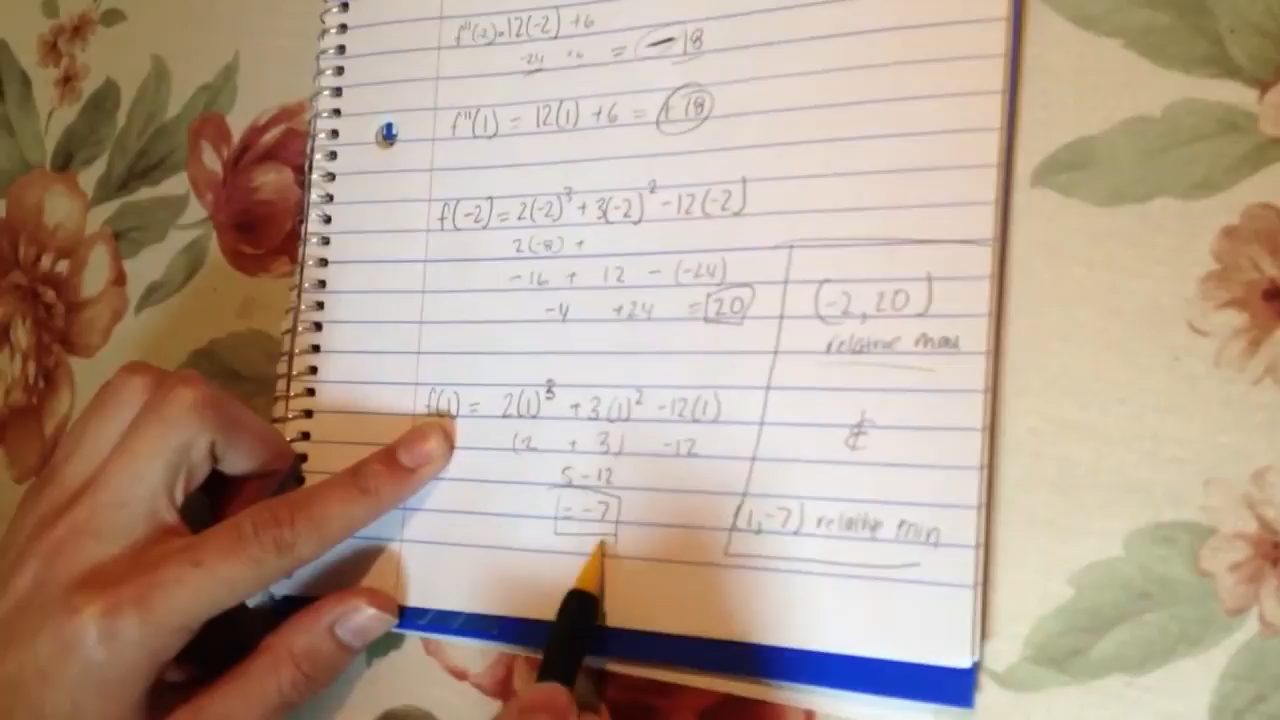 f''(-2)=12(-2) + 6
-24 +6 = -18
f''(1) = 12(1) + 6 = +18
f(-2) = 2(-2)³ + 3(-2)² - 12(-2)
2(-8) +
-16 + 12 - (-24)
-4 +24 = 20
(-2, 20)
relative max
&
(1, -7) relative min
f(1) = 2(1)³ + 3(1)² - 12(1)
(2 + 3) -12
5 - 12
= -7